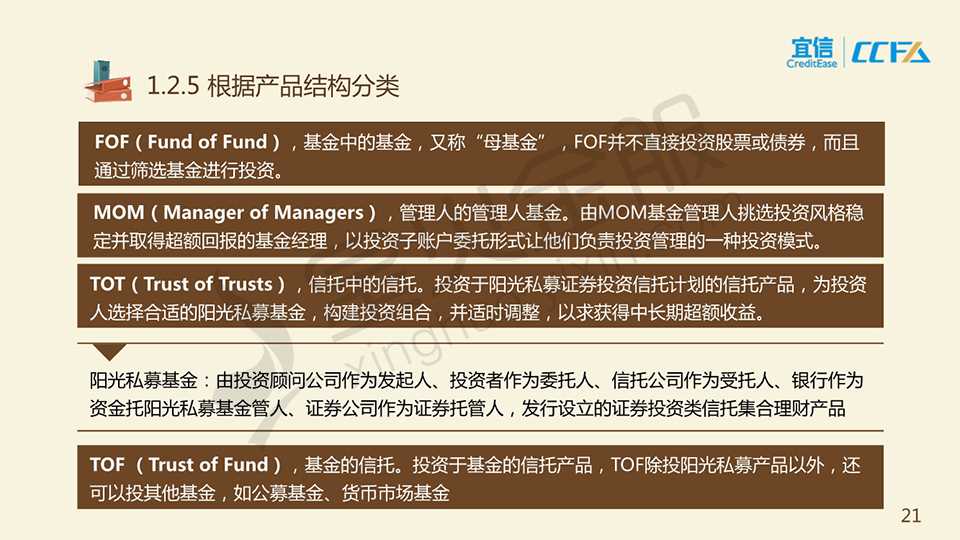 宜信
CreditEase
CCFA
1.2.5 根据产品结构分类
FOF（Fund of Fund），基金中的基金，又称“母基金”，FOF并不直接投资股票或债券，而且
通过筛选基金进行投资。
MOM（Manager of Managers），管理人的管理人基金。由MOM基金管理人挑选投资风格稳
定并取得超额回报的基金经理，以投资子账户委托形式让他们负责投资管理的一种投资模式。
TOT（Trust of Trusts），信托中的信托。投资于阳光私募证券投资信托计划的信托产品，为投资
人选择合适的阳光私募基金，构建投资组合，并适时调整，以求获得中长期超额收益。
阳光私募基金：由投资顾问公司作为发起人、投资者作为委托人、信托公司作为受托人、银行作为
资金托阳光私募基金管人、证券公司作为证券托管人，发行设立的证券投资类信托集合理财产品
TOF （Trust of Fund），基金的信托。投资于基金的信托产品，TOF除投阳光私募产品以外，还
可以投其他基金，如公募基金、货币市场基金
21